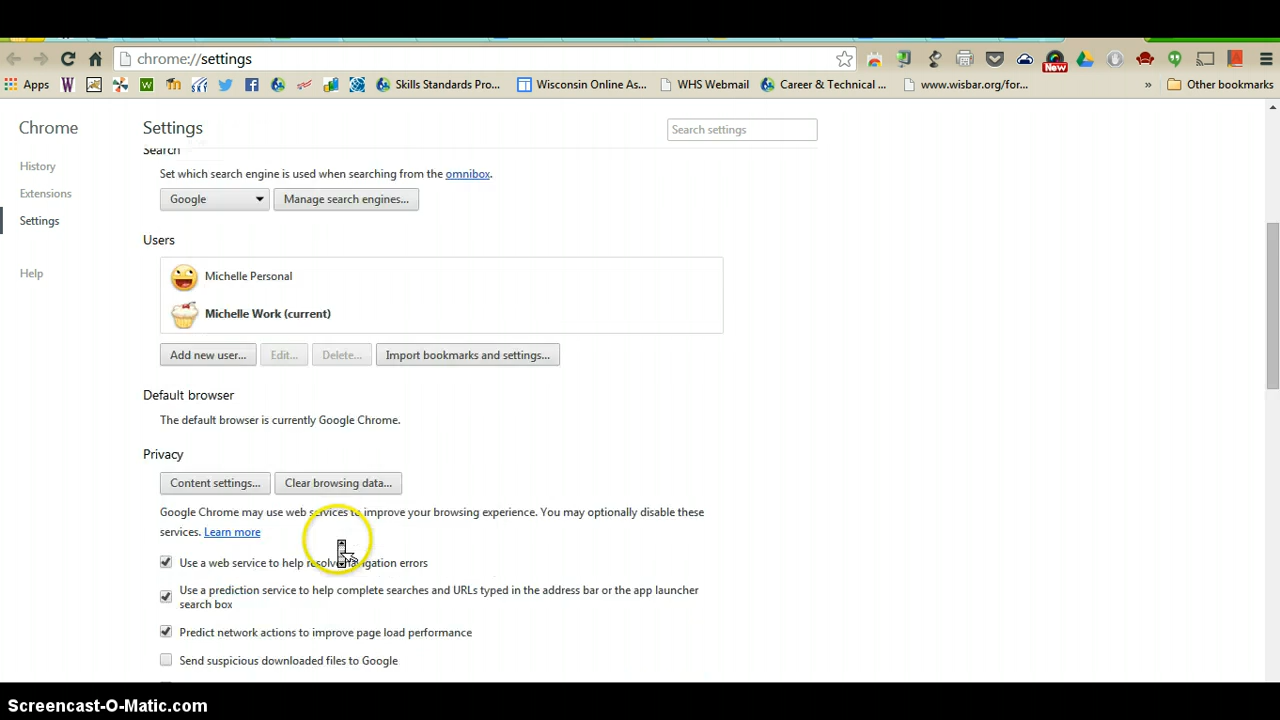 chrome://settings
New
Apps
Skills Standards Pro...
Wisconsin Online As...
WHS Webmail
Career & Technical ...
www.wisbar.org/for...
»
Other bookmarks
Chrome
Settings
Search settings
History
Extensions
Settings
Help
Search
Set which search engine is used when searching from the omnibox.
Google
Manage search engines...
Users
Michelle Personal
Michelle Work (current)
Add new user...
Edit...
Delete...
Import bookmarks and settings...
Default browser
The default browser is currently Google Chrome.
Privacy
Content settings...
Clear browsing data...
Google Chrome may use web services to improve your browsing experience. You may optionally disable these
services. Learn more
Use a web service to help resolve navigation errors
Use a prediction service to help complete searches and URLs typed in the address bar or the app launcher
search box
Predict network actions to improve page load performance
Send suspicious downloaded files to Google
Screencast-O-Matic.com